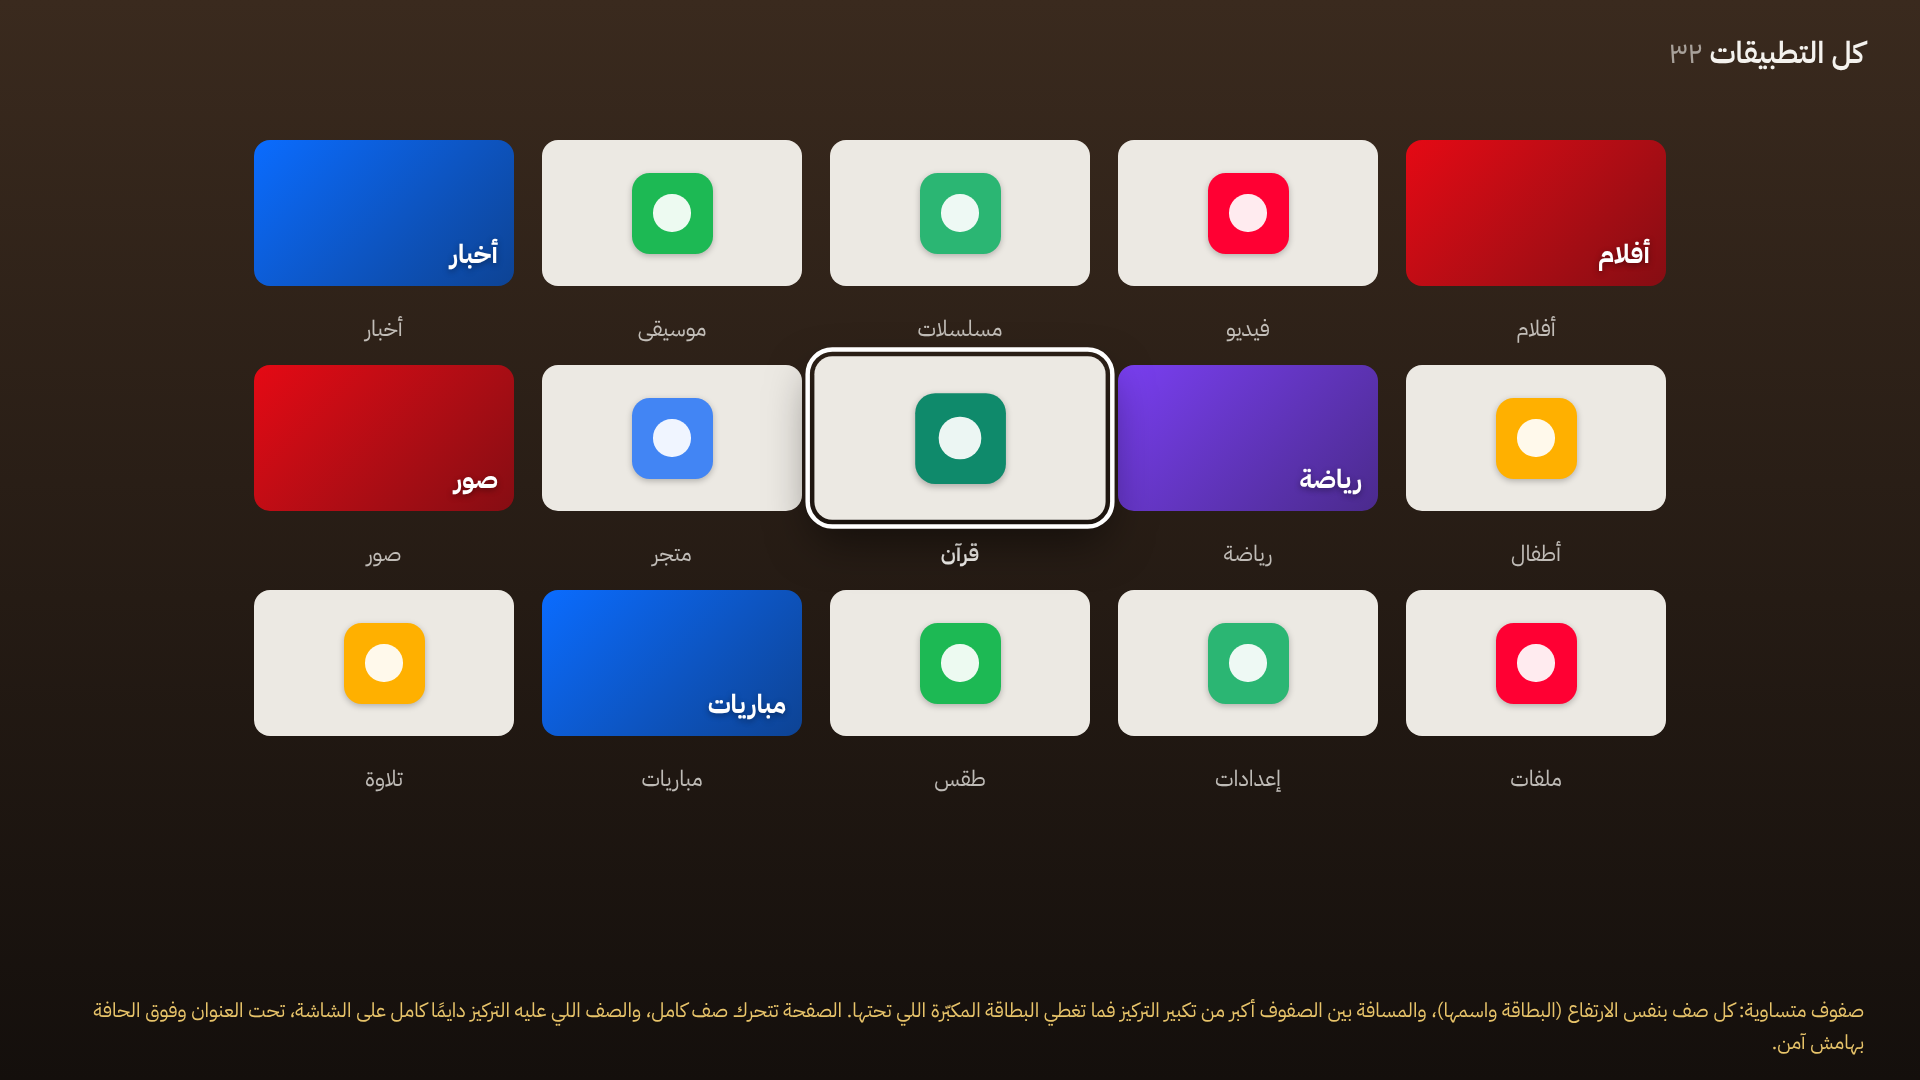 كل التطبيقات ٣٢
أفلام
أخبار
أفلام
فيديو
مسلسلات
موسيقى
أخبار
رياضة
صور
أطفال
رياضة
قرآن
متجر
صور
مباريات
ملفات
إعدادات
طقس
مباريات
تلاوة
صفوف متساوية: كل صف بنفس الارتفاع (البطاقة واسمها)، والمسافة بين الصفوف أكبر من تكبير التركيز فما تغطي البطاقة المكبّرة اللي تحتها. الصفحة تتحرك صف كامل، والصف اللي عليه التركيز دايمًا كامل على الشاشة، تحت العنوان وفوق الحافة
بهامش آمن.